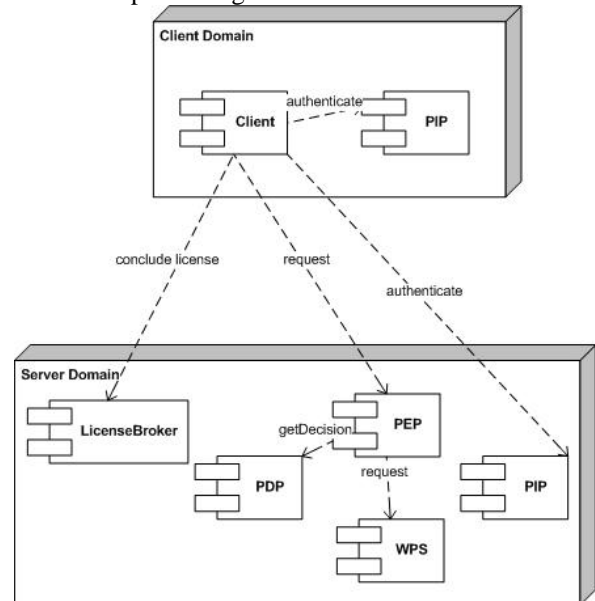 Client Domain
authenticate
Client
PIP
conclude license
request
authenticate
Server Domain
LicenseBroker
getDecision
PEP
PDP
request
PIP
WPS